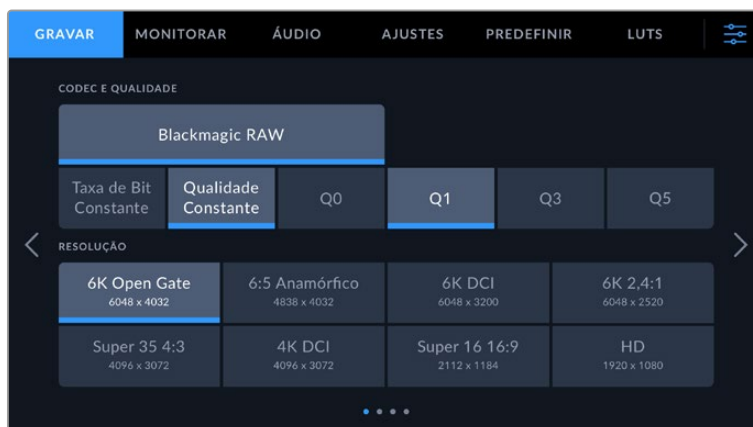 GRAVAR MONITORAR ÁUDIO AJUSTES PREDEFINIR LUTS
CODEC E QUALIDADE
Blackmagic RAW
Taxa de Bit Constante Qualidade Constante Q0 Q1 Q3 Q5
RESOLUÇÃO
6K Open Gate 6:5 Anamórfico 6K DCI 6K 2,4:1
6048 x 4032 4838 x 4032 6048 x 3200 6048 x 2520
Super 35 4:3 4K DCI Super 16 16:9 HD
4096 x 3072 4096 x 3072 2112 x 1184 1920 x 1080